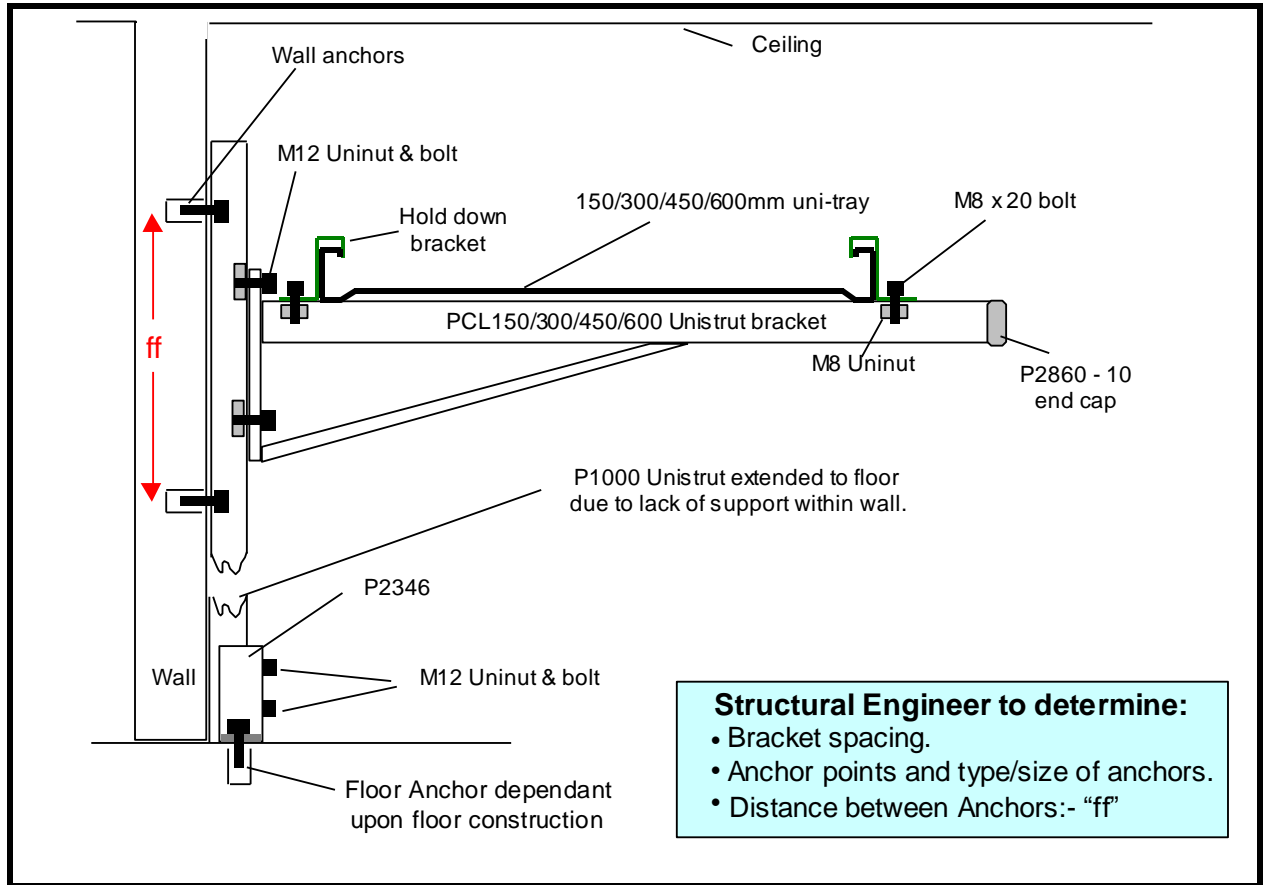 Ceiling
Wall anchors
M12 Uninut & bolt
150/300/450/600mm uni-tray
M8 x 20 bolt
Hold down
bracket
ff
PCL150/300/450/600 Unistrut bracket
M8 Uninut
P2860 - 10
end cap
P1000 Unistrut extended to floor
due to lack of support within wall.
P2346
Wall
M12 Uninut & bolt
Floor Anchor dependant
upon floor construction
Structural Engineer to determine:
• Bracket spacing.
• Anchor points and type/size of anchors.
• Distance between Anchors:- “ff”